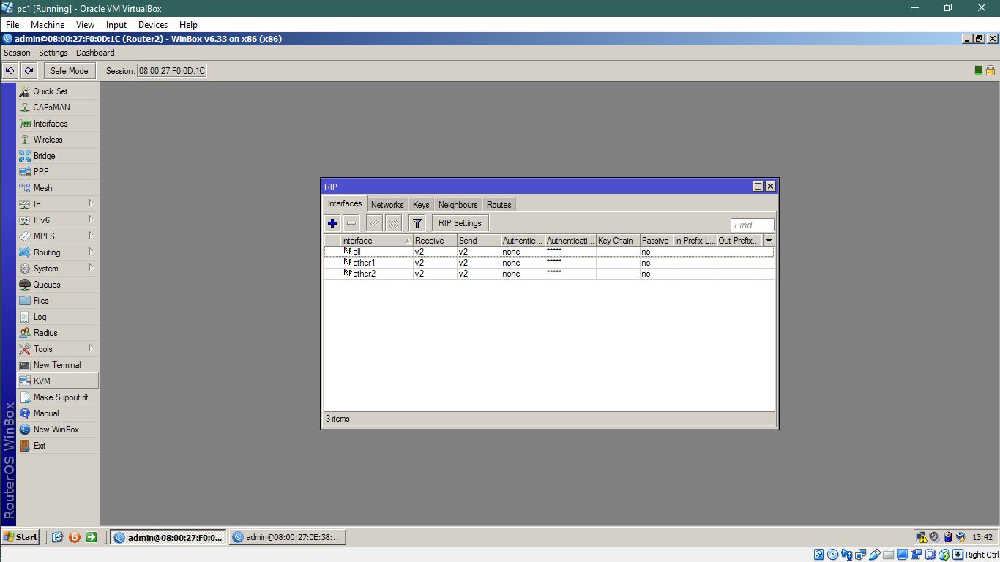 pc1 [Running] - Oracle VM VirtualBox
File Machine View Input Devices Help
admin@08:00:27:F0:0D:1C (Router2) - WinBox v6.33 on x86 (x86)
Session Settings Dashboard
Safe Mode Session: 08:00:27:F0:0D:1C
Quick Set
CAPsMAN
Interfaces
Wireless
Bridge
PPP
Mesh
255 IP
v6 IPv6
MPLS
Routing
System
Queues
Files
Log
Radius
Tools
New Terminal
KVM
Make Supout.rif
Manual
New WinBox
Exit
RouterOS WinBox
RIP
Interfaces Networks Keys Neighbours Routes
RIP Settings Find
Interface Receive Send Authentic... Authenticati... Key Chain Passive In Prefix L... Out Prefix...
all v2 v2 none ***** no
ether1 v2 v2 none ***** no
ether2 v2 v2 none ***** no
3 items
Start admin@08:00:27:F0:0... admin@08:00:27:0E:38:... 13:42
Right Ctrl